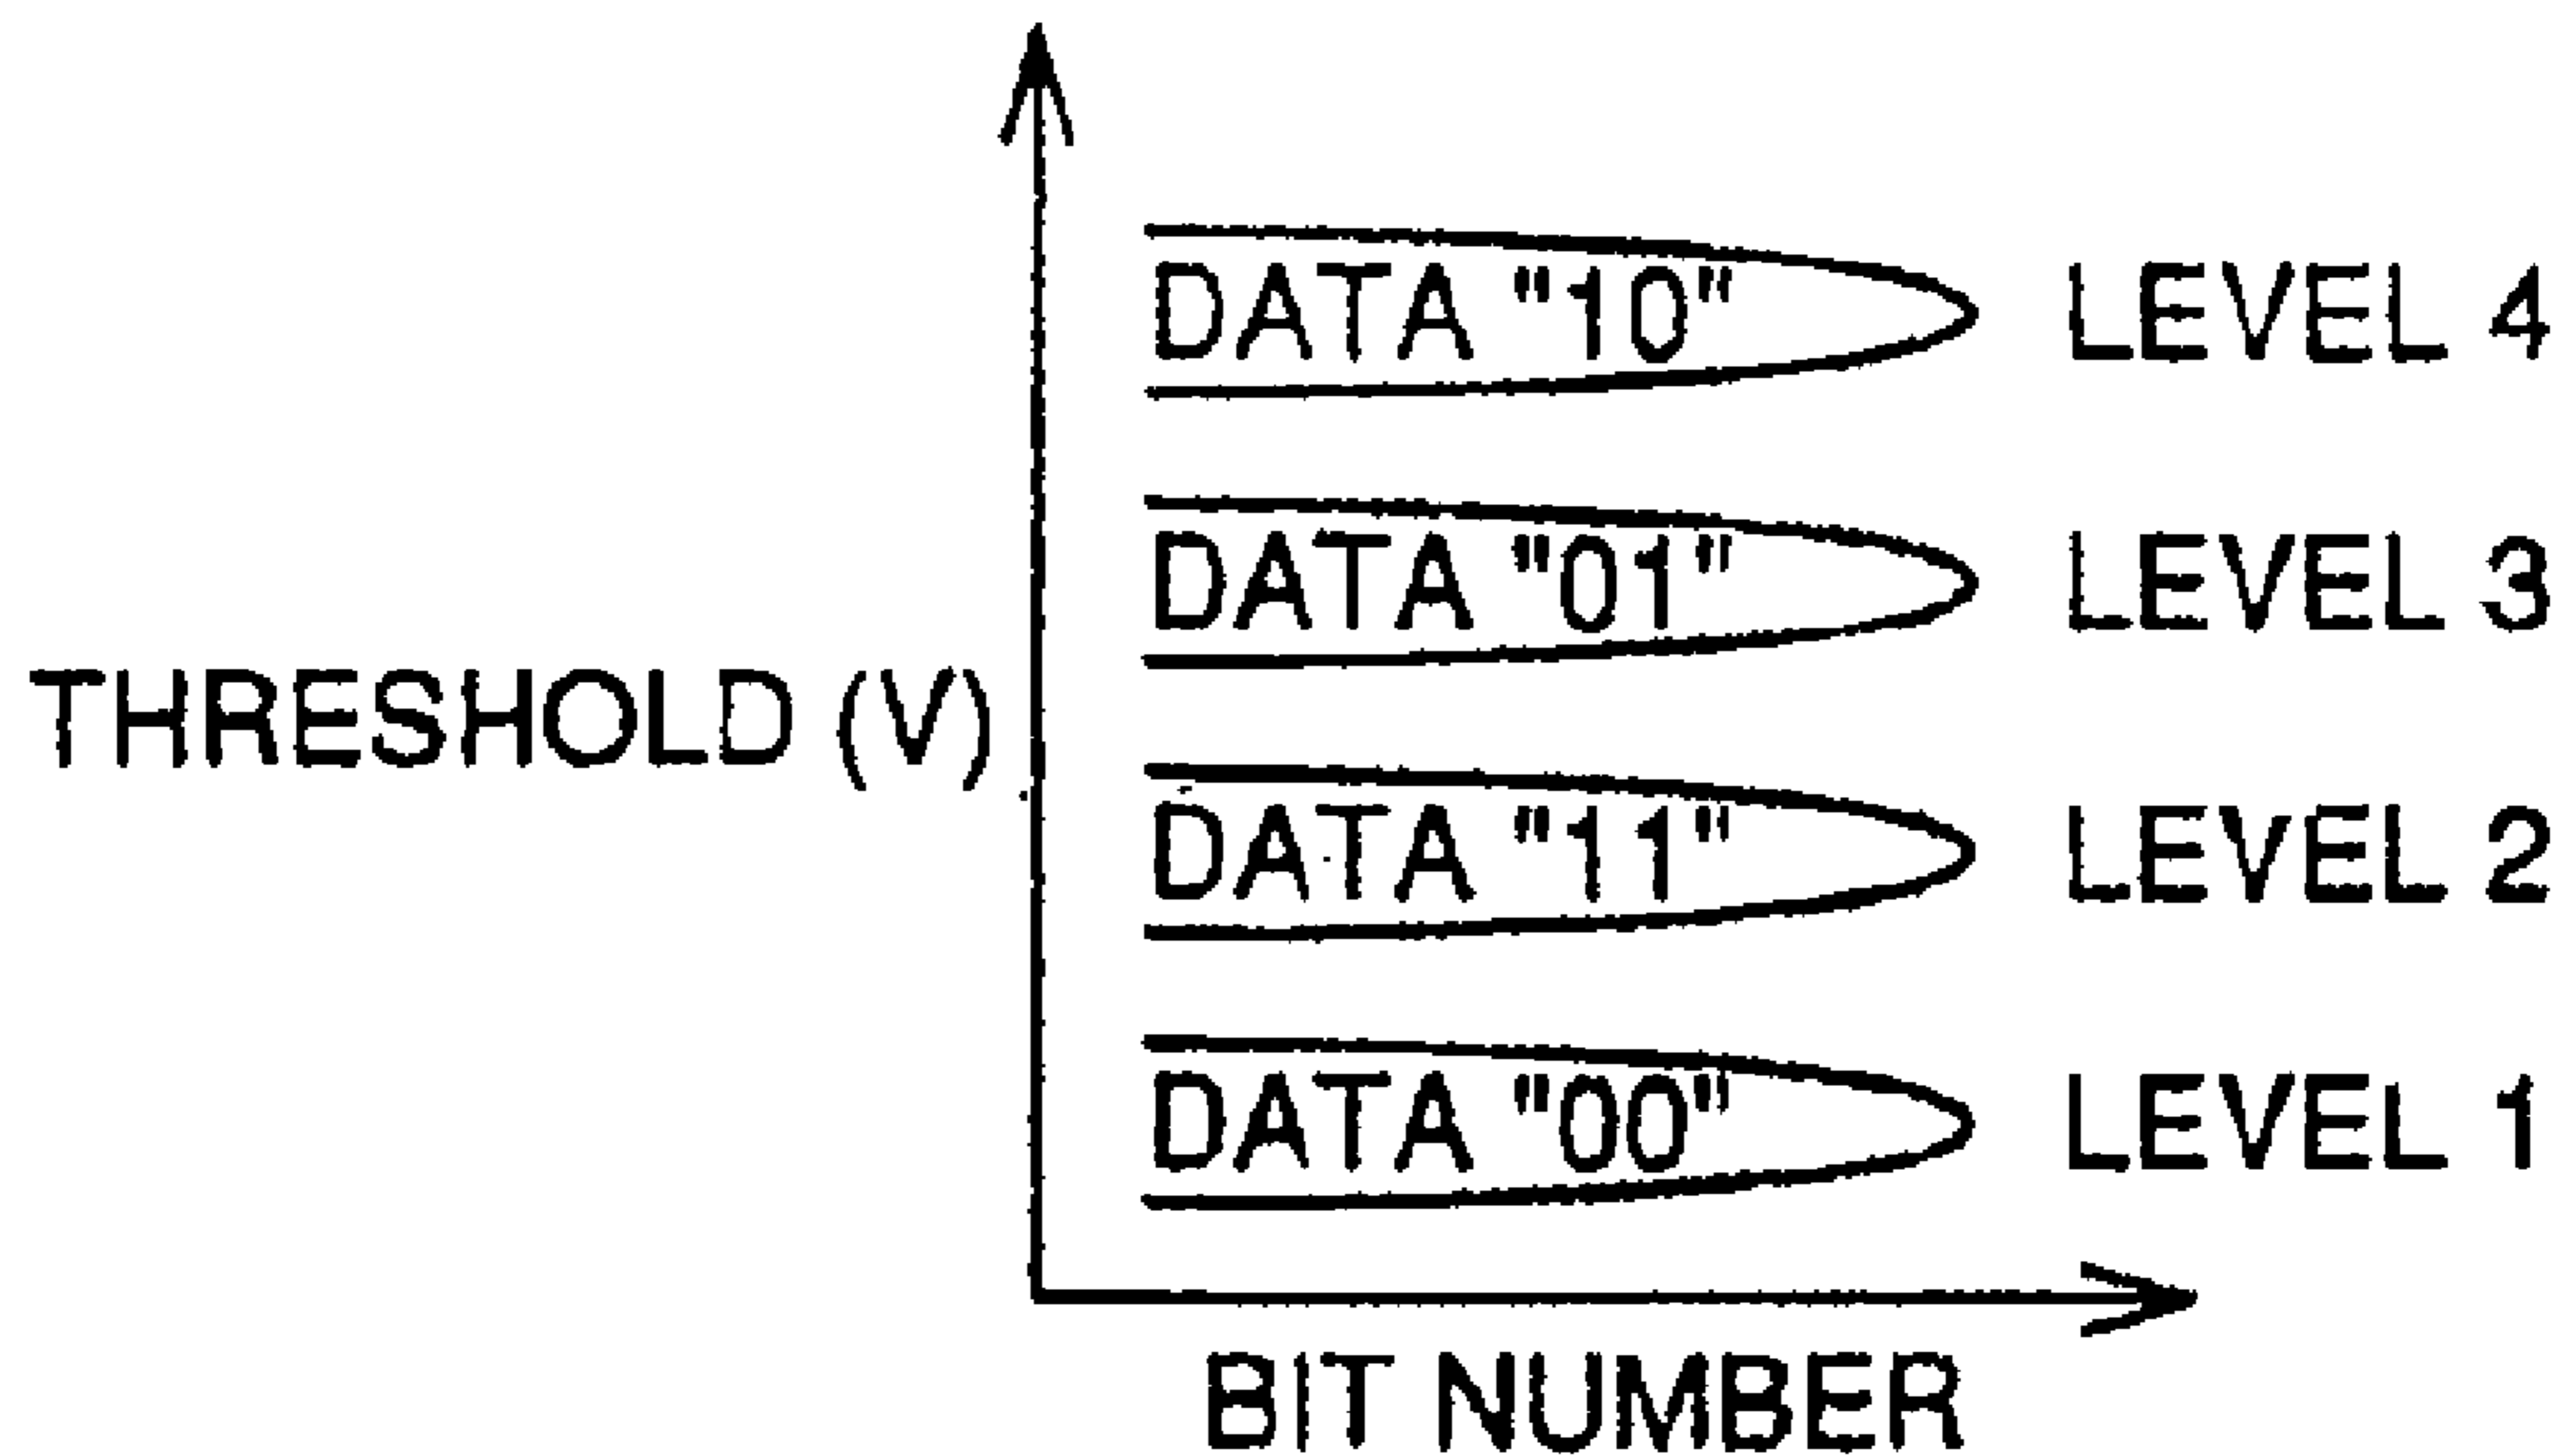 DATA "10" LEVEL 4
DATA "01" LEVEL 3
THRESHOLD (V)
DATA "11" LEVEL 2
DATA "00" LEVEL 1
BIT NUMBER